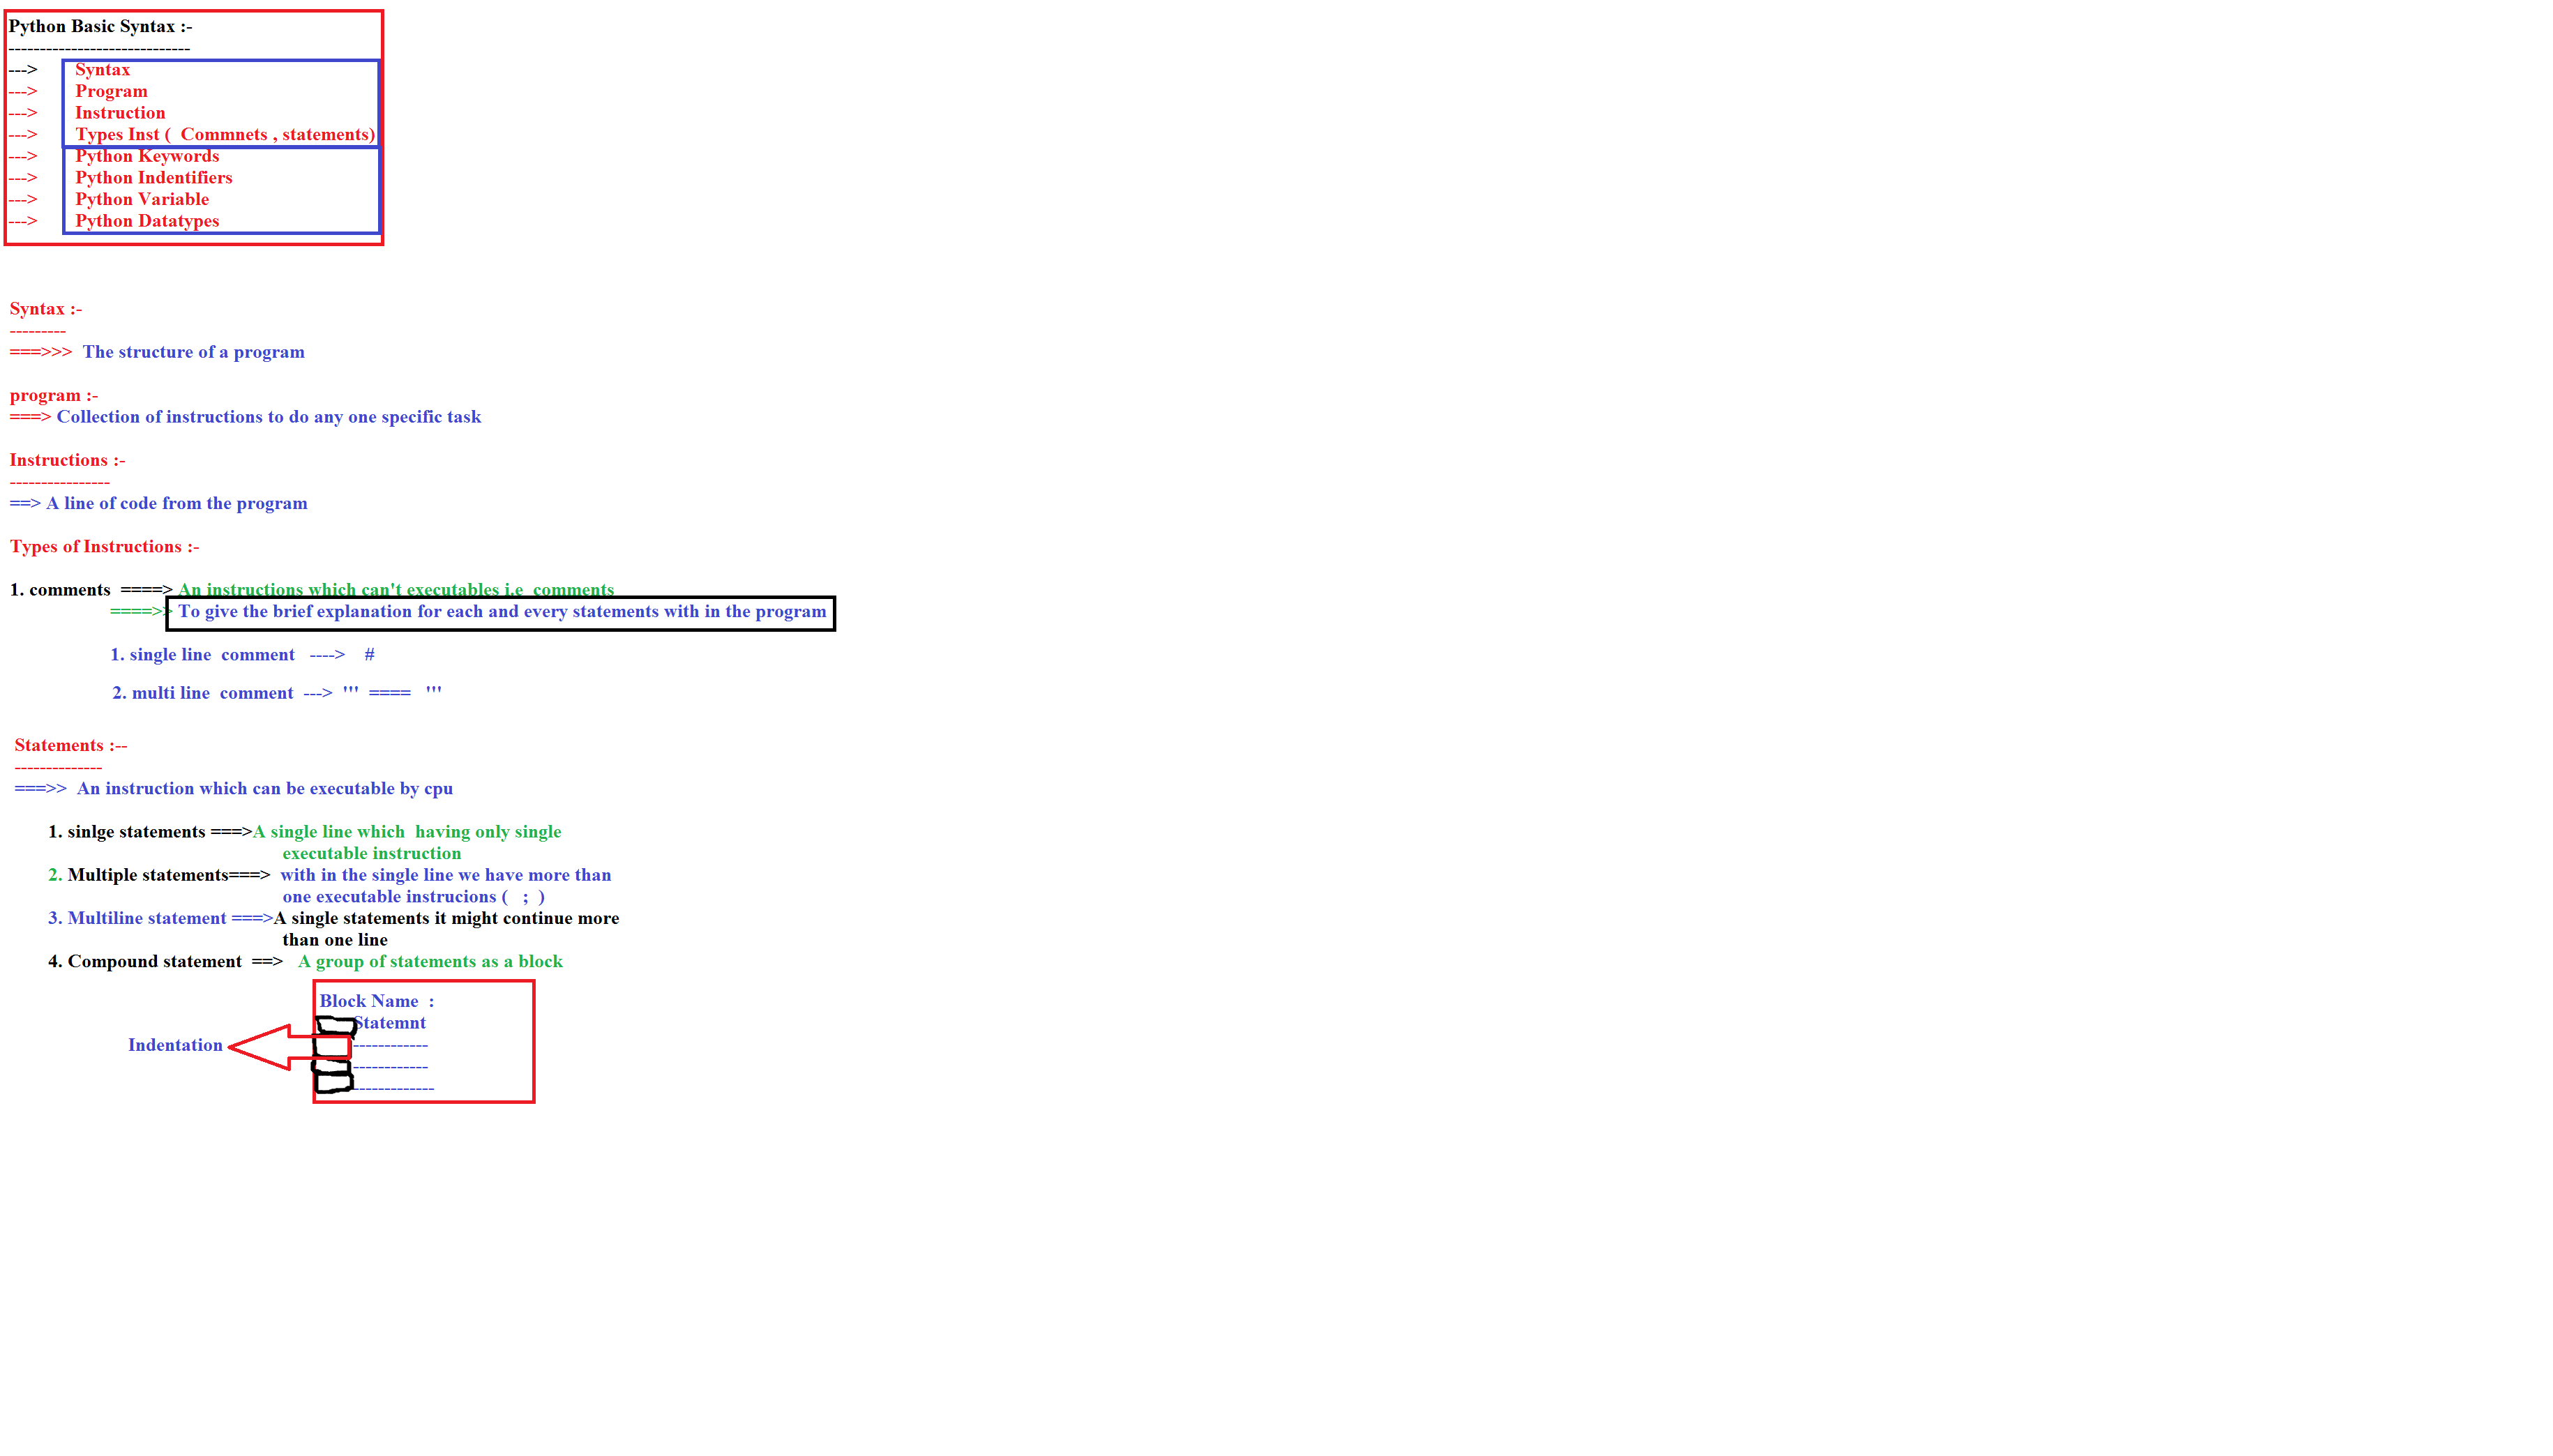 Python Basic Syntax :-
-----------------------------
---> Syntax
---> Program
---> Instruction
---> Types Inst ( Commnets , statements)
---> Python Keywords
---> Python Indentifiers
---> Python Variable
---> Python Datatypes
Syntax :-
---------
===>>> The structure of a program
program :-
===> Collection of instructions to do any one specific task
Instructions :-
----------------
==> A line of code from the program
Types of Instructions :-
1. comments ====> An instructions which can't executables i.e comments
====>> To give the brief explanation for each and every statements with in the program
1. single line comment ----> #
2. multi line comment ---> ''' ==== '''
Statements :--
--------------
===>> An instruction which can be executable by cpu
1. sinlge statements ===>A single line which having only single
executable instruction
2. Multiple statements===> with in the single line we have more than
one executable instrucions ( ; )
3. Multiline statement ===>A single statements it might continue more
than one line
4. Compound statement ==> A group of statements as a block
Block Name :
Statemnt
Indentation ------------
------------
-------------